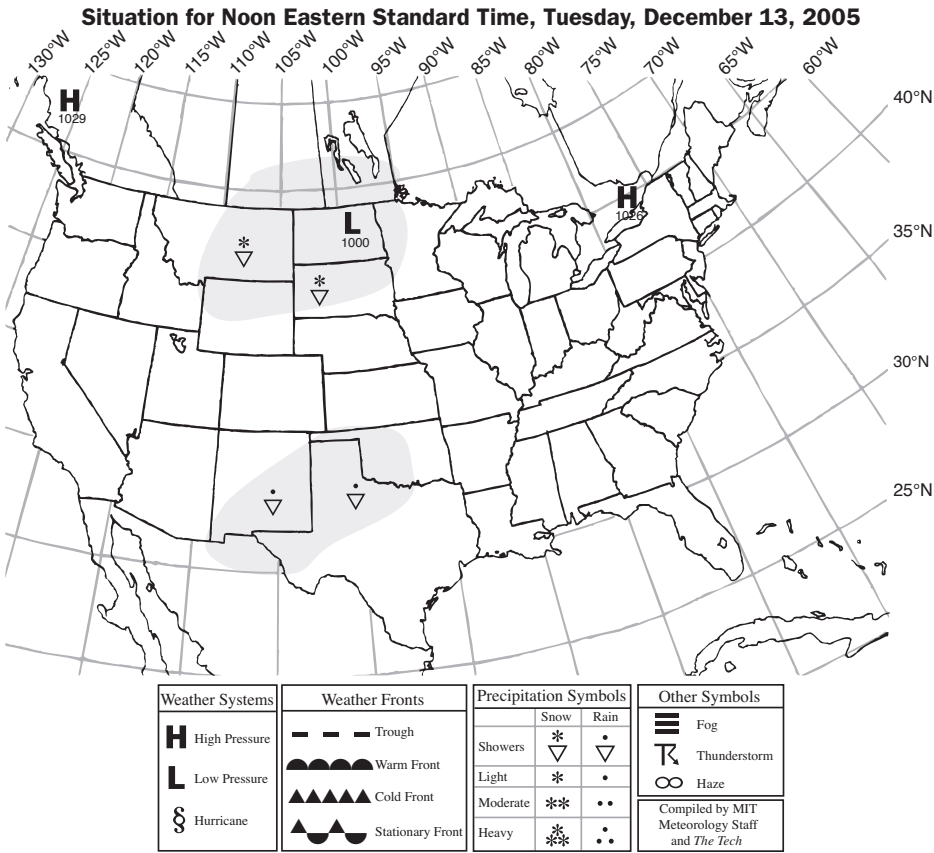 Situation for Noon Eastern Standard Time, Tuesday, December 13, 2005
130°W 125°W 120°W 115°W 110°W 105°W 100°W 95°W 90°W 85°W 80°W 75°W 70°W 65°W 60°W
40°N
H
1029
H
1026
L
1000
35°N
30°N
25°N
Weather Systems
H High Pressure
L Low Pressure
§ Hurricane
Weather Fronts
Trough
Warm Front
Cold Front
Stationary Front
Precipitation Symbols
Snow Rain
Showers
Light
Moderate
Heavy
Other Symbols
Fog
Thunderstorm
Haze
Compiled by MIT
Meteorology Staff
and The Tech